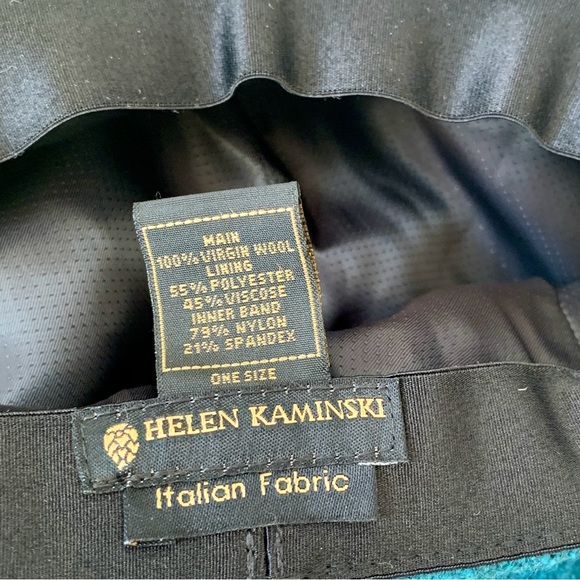 MAIN
100% VIRGIN WOOL
LINING
55% POLYESTER
45% VISCOSE
INNER BAND
79% NYLON
21% SPANDEX
ONE SIZE
HELEN KAMINSKI
Italian Fabric